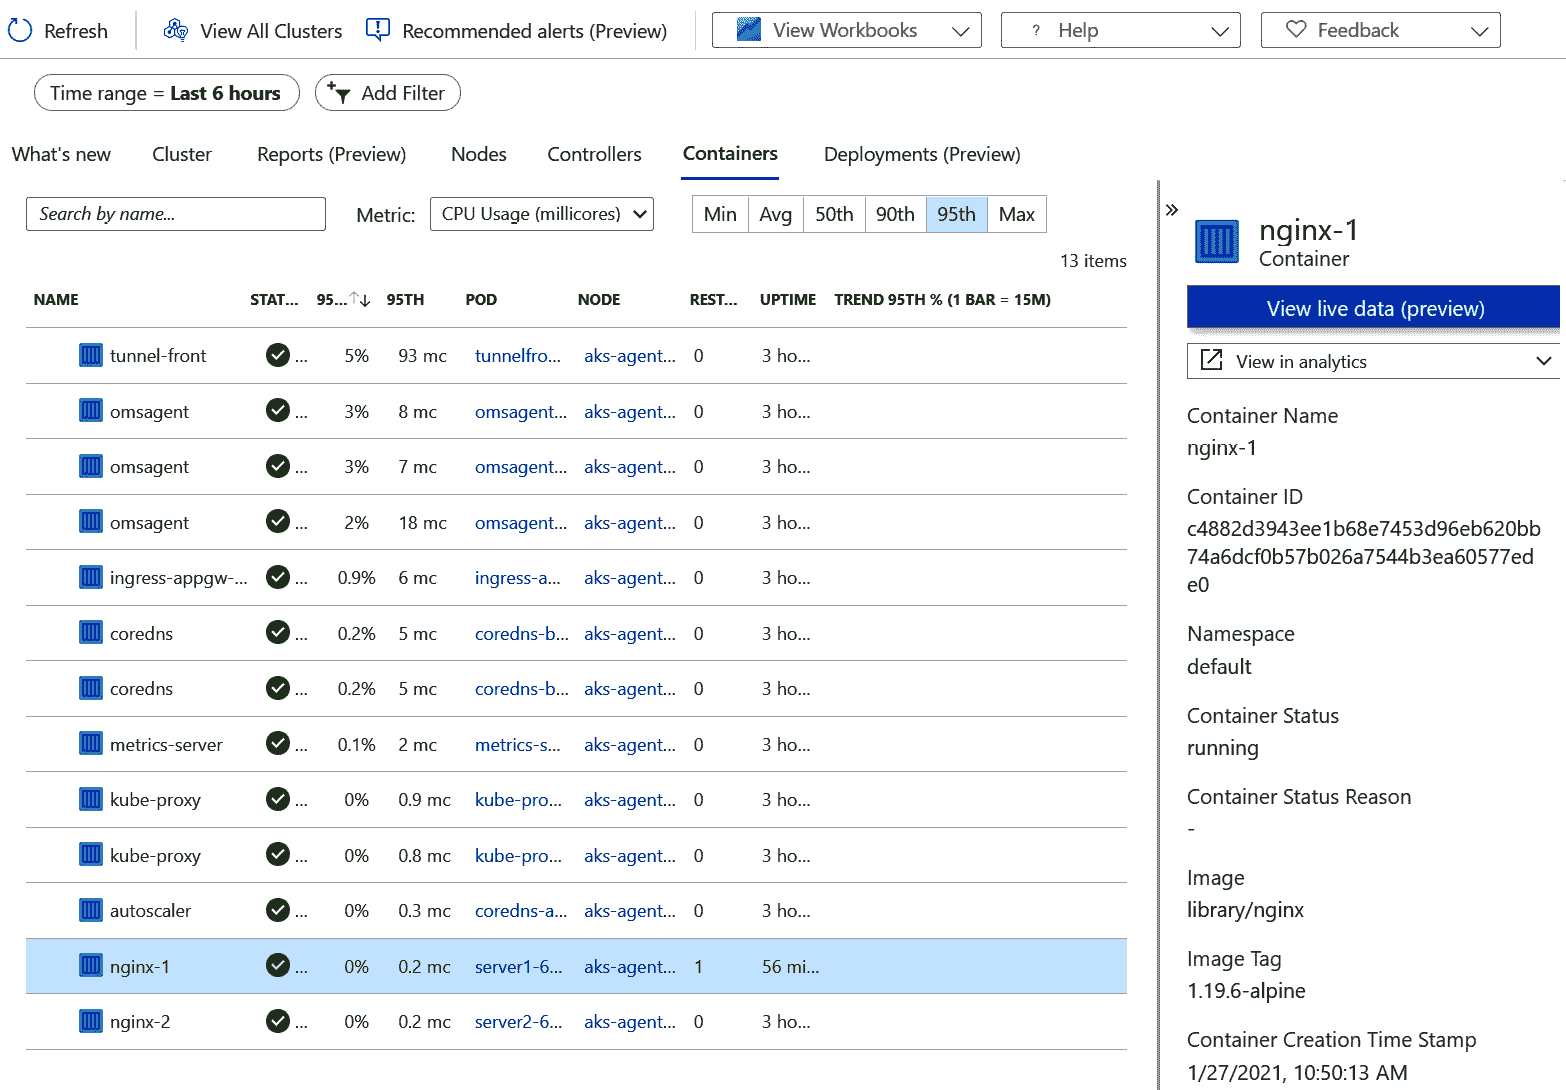 Refresh View All Clusters Recommended alerts (Preview) View Workbooks ? Help Feedback
Time range = Last 6 hours Add Filter
What's new Cluster Reports (Preview) Nodes Controllers Containers Deployments (Preview)
Search by name... Metric: CPU Usage (millicores) Min Avg 50th 90th 95th Max
13 items
NAME STAT... 95...↑↓ 95TH POD NODE REST... UPTIME TREND 95TH % (1 BAR = 15M)
tunnel-front ... 5% 93 mc tunnelfro... aks-agent... 0 3 ho...
omsagent ... 3% 8 mc omsagent... aks-agent... 0 3 ho...
omsagent ... 3% 7 mc omsagent... aks-agent... 0 3 ho...
omsagent ... 2% 18 mc omsagent... aks-agent... 0 3 ho...
ingress-appgw-... ... 0.9% 6 mc ingress-a... aks-agent... 0 3 ho...
coredns ... 0.2% 5 mc coredns-b... aks-agent... 0 3 ho...
coredns ... 0.2% 5 mc coredns-b... aks-agent... 0 3 ho...
metrics-server ... 0.1% 2 mc metrics-s... aks-agent... 0 3 ho...
kube-proxy ... 0% 0.9 mc kube-pro... aks-agent... 0 3 ho...
kube-proxy ... 0% 0.8 mc kube-pro... aks-agent... 0 3 ho...
autoscaler ... 0% 0.3 mc coredns-a... aks-agent... 0 3 ho...
nginx-1 ... 0% 0.2 mc server1-6... aks-agent... 1 56 mi...
nginx-2 ... 0% 0.2 mc server2-6... aks-agent... 0 3 ho...
» nginx-1
Container
View live data (preview)
View in analytics
Container Name
nginx-1
Container ID
c4882d3943ee1b68e7453d96eb620bb
74a6dcf0b57b026a7544b3ea60577ed
e0
Namespace
default
Container Status
running
Container Status Reason
-
Image
library/nginx
Image Tag
1.19.6-alpine
Container Creation Time Stamp
1/27/2021, 10:50:13 AM